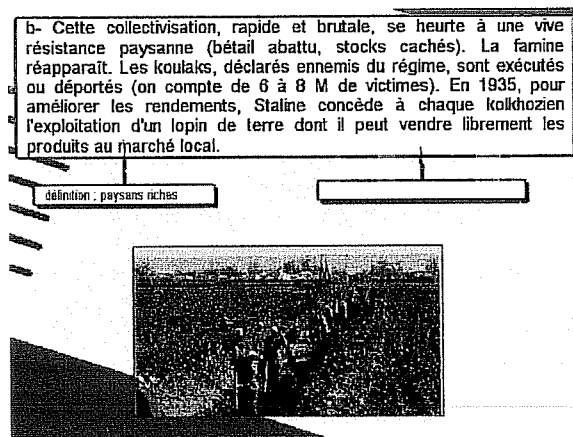 b- Cette collectivisation, rapide et brutale, se heurte à une vive
résistance paysanne (bétail abattu, stocks cachés). La famine
réapparaît. Les koulaks, déclarés ennemis du régime, sont exécutés
ou déportés (on compte de 6 à 8 M de victimes). En 1935, pour
améliorer les rendements, Staline concède à chaque kolkhozien
l'exploitation d'un lopin de terre dont il peut vendre librement les
produits au marché local.
définition : paysans riches